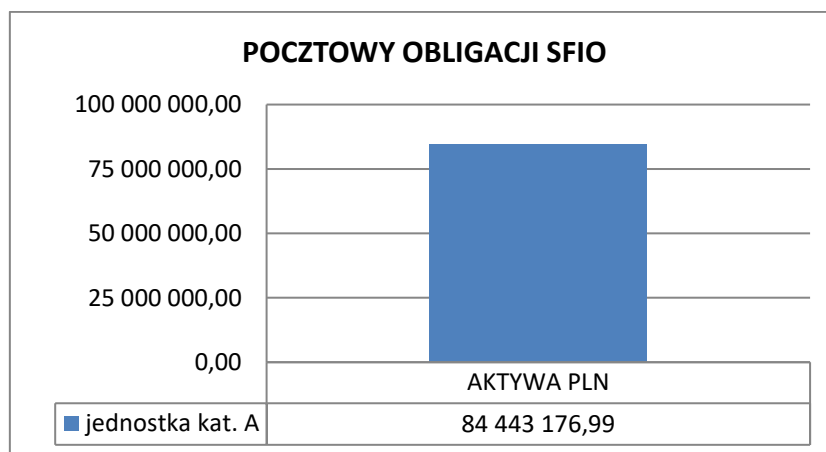 POCZTOWY OBLIGACJI SFIO
100 000 000,00
75 000 000,00
50 000 000,00
25 000 000,00
0,00
AKTYWA PLN
jednostka kat. A 84 443 176,99